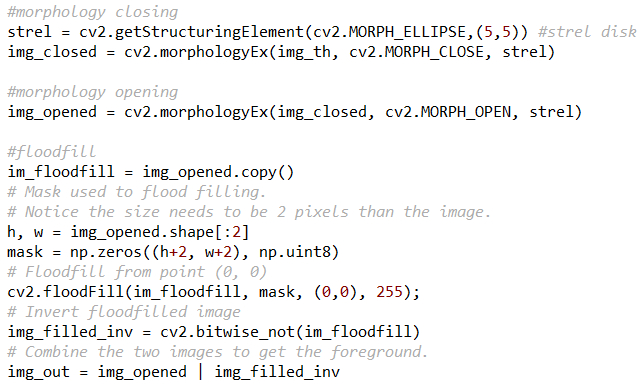 #morphology closing
strel = cv2.getStructuringElement(cv2.MORPH_ELLIPSE,(5,5)) #strel disk
img_closed = cv2.morphologyEx(img_th, cv2.MORPH_CLOSE, strel)
#morphology opening
img_opened = cv2.morphologyEx(img_closed, cv2.MORPH_OPEN, strel)
#floodfill
im_floodfill = img_opened.copy()
# Mask used to flood filling.
# Notice the size needs to be 2 pixels than the image.
h, w = img_opened.shape[:2]
mask = np.zeros((h+2, w+2), np.uint8)
# Floodfill from point (0, 0)
cv2.floodFill(im_floodfill, mask, (0,0), 255);
# Invert floodfilled image
img_filled_inv = cv2.bitwise_not(im_floodfill)
# Combine the two images to get the foreground.
img_out = img_opened | img_filled_inv